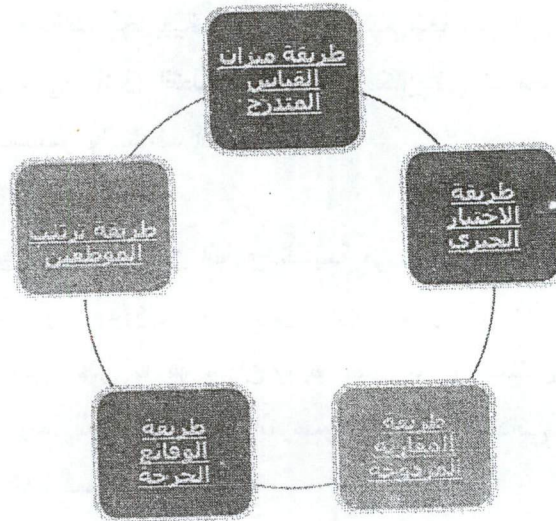 طريقة ميزان
القياس
المتدرج
طريقة
الاختيار
الجبري
طريقة
المقارنة
المزدوجة
طريقة
الوقائع
الحرجة
طريقة ترتيب
الموظفين